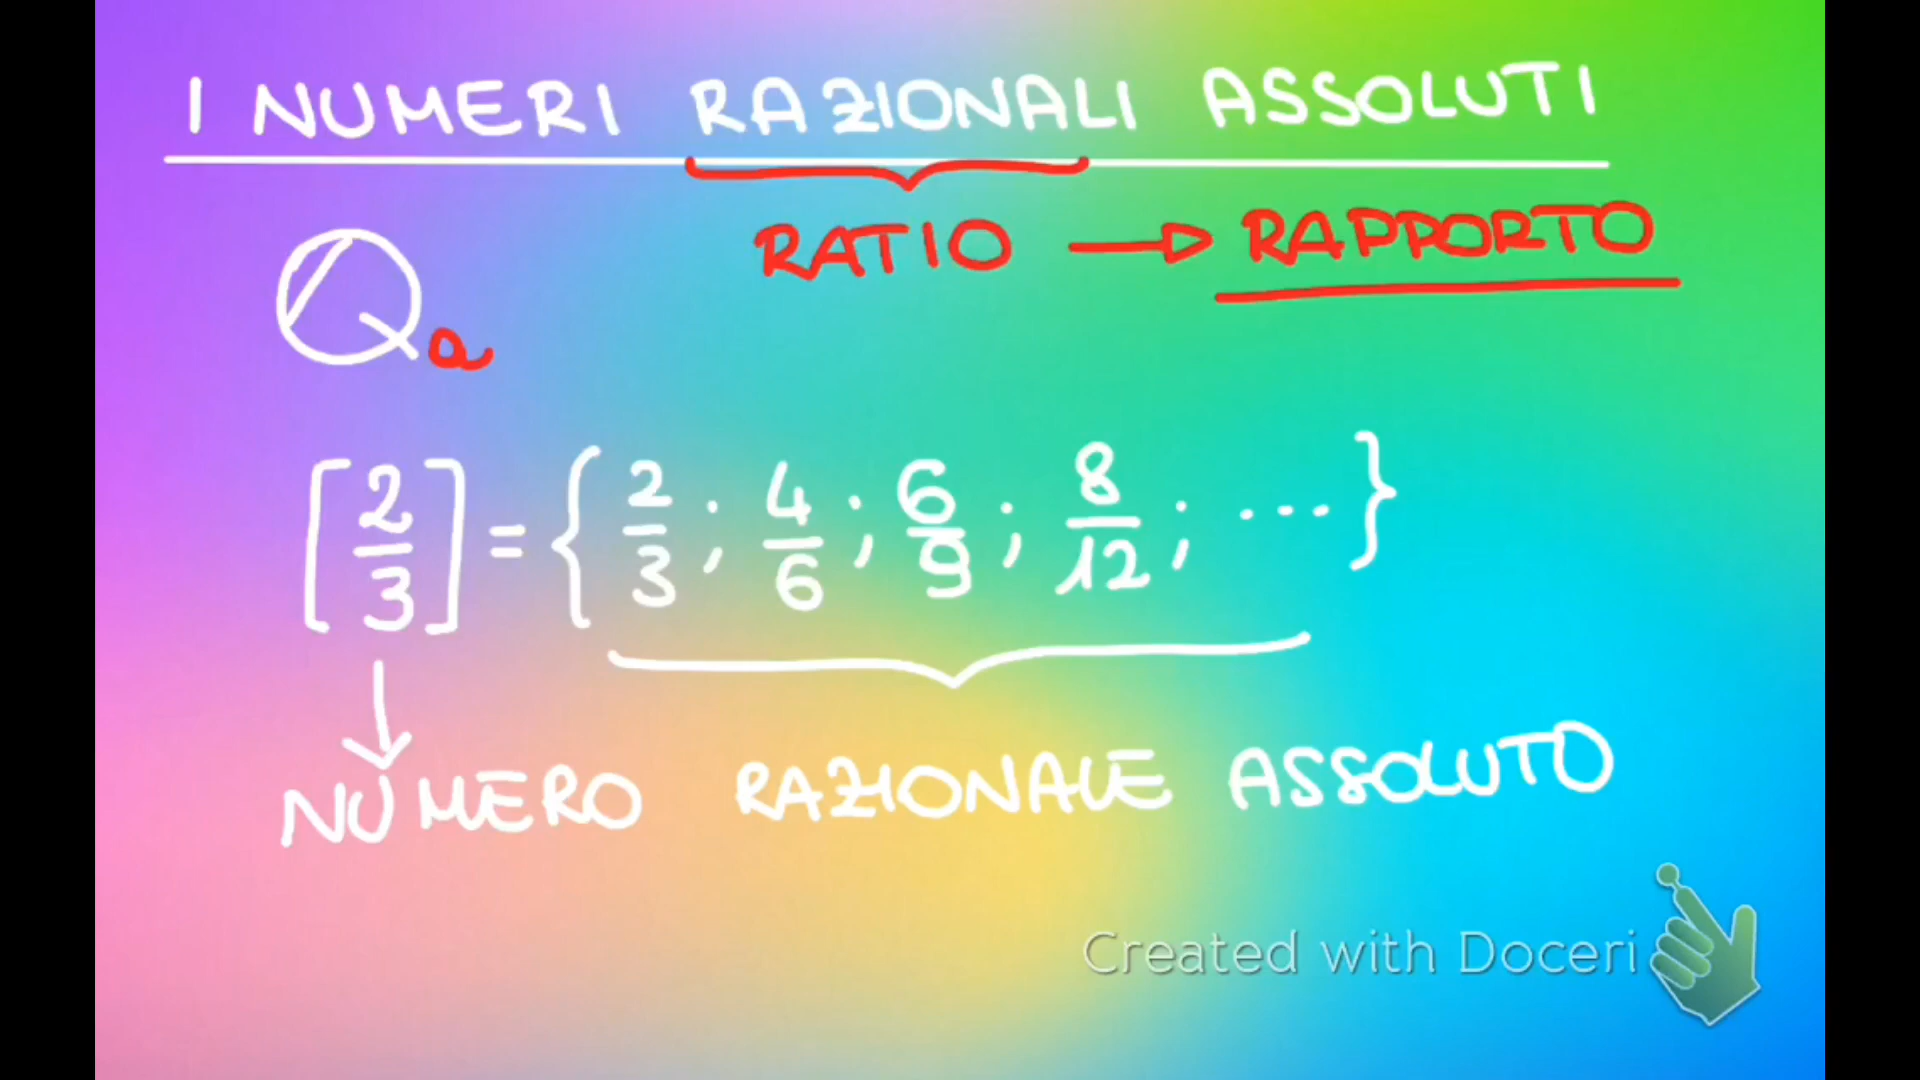 I NUMERI RAZIONALI ASSOLUTI
RATIO → RAPPORTO
Qa
[2/3] = {2/3 ; 4/6 ; 6/9 ; 8/12 ; ...}
NUMERO RAZIONALE ASSOLUTO
Created with Doceri